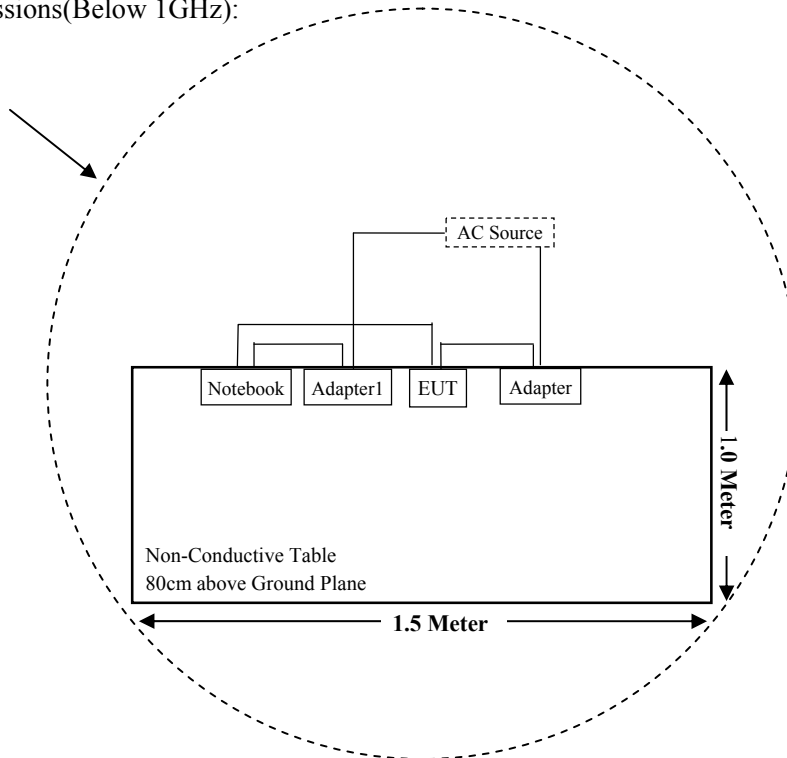 ssions(Below 1GHz):
AC Source
Notebook
Adapter1
EUT
Adapter
1.0 Meter
Non-Conductive Table
80cm above Ground Plane
1.5 Meter